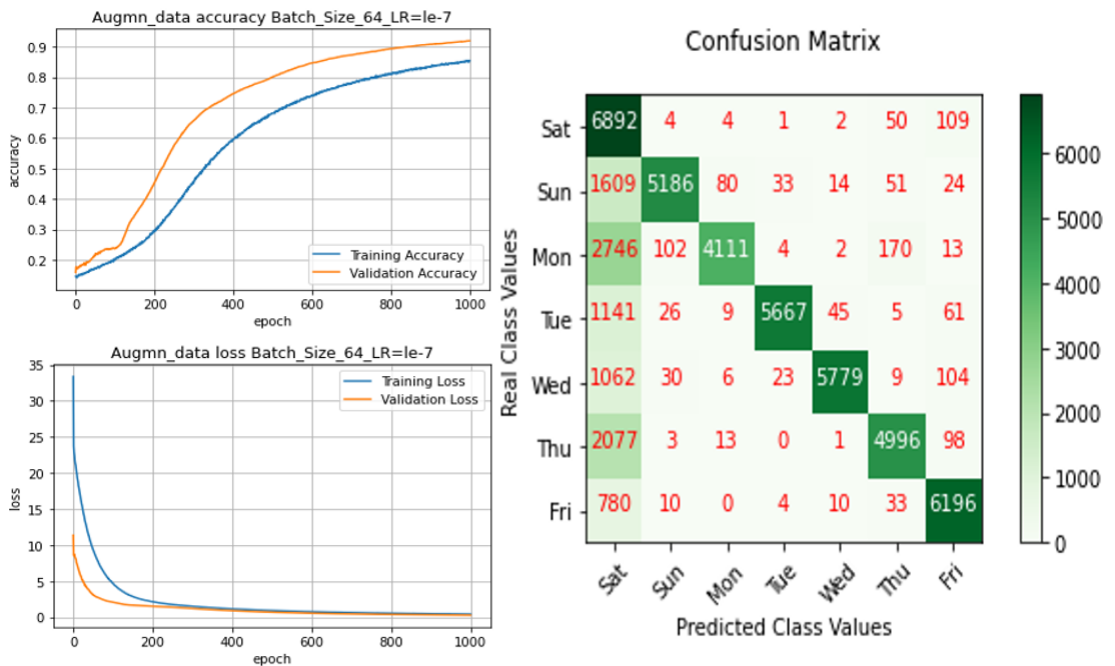 Augmn_data accuracy Batch_Size_64_LR=le-7
0.9
0.8
0.7
0.6
0.5
0.4
0.3
0.2
accuracy
Training Accuracy
Validation Accuracy
0 200 400 600 800 1000
epoch
Augmn_data loss Batch_Size_64_LR=le-7
35
30
25
20
15
10
5
0
loss
Training Loss
Validation Loss
0 200 400 600 800 1000
epoch
Confusion Matrix
Real Class Values
Sat 6892 4 4 1 2 50 109
Sun 1609 5186 80 33 14 51 24
Mon 2746 102 4111 4 2 170 13
Tue 1141 26 9 5667 45 5 61
Wed 1062 30 6 23 5779 9 104
Thu 2077 3 13 0 1 4996 98
Fri 780 10 0 4 10 33 6196
Sat Sun Mon Tue Wed Thu Fri
Predicted Class Values
6000
5000
4000
3000
2000
1000
0